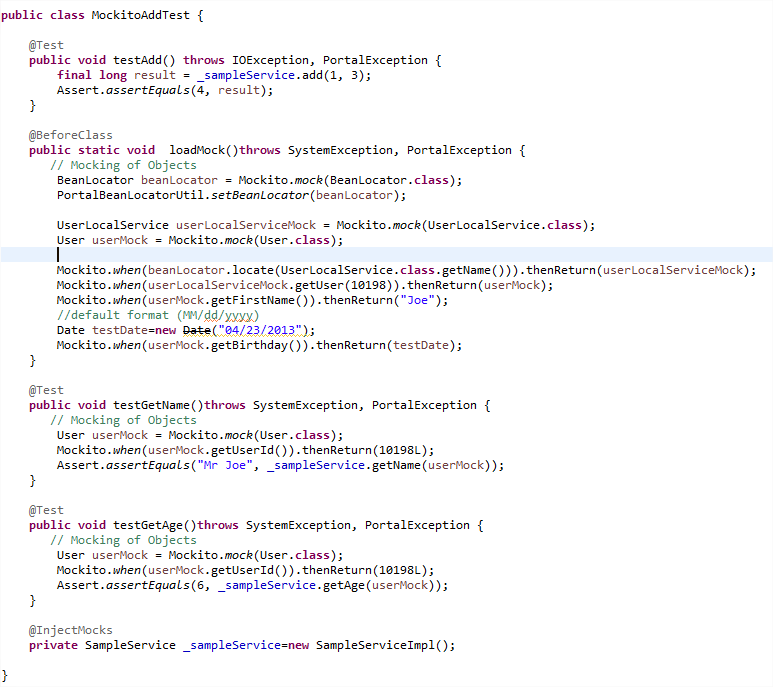 public class MockitoAddTest {
@Test
public void testAdd() throws IOException, PortalException {
final long result = _sampleService.add(1, 3);
Assert.assertEquals(4, result);
}
@BeforeClass
public static void  loadMock()throws SystemException, PortalException {
// Mocking of Objects
BeanLocator beanLocator = Mockito.mock(BeanLocator.class);
PortalBeanLocatorUtil.setBeanLocator(beanLocator);
UserLocalService userLocalServiceMock = Mockito.mock(UserLocalService.class);
User userMock = Mockito.mock(User.class);
Mockito.when(beanLocator.locate(UserLocalService.class.getName())).thenReturn(userLocalServiceMock);
Mockito.when(userLocalServiceMock.getUser(10198)).thenReturn(userMock);
Mockito.when(userMock.getFirstName()).thenReturn("Joe");
//default format (MM/dd/yyyy)
Date testDate=new Date("04/23/2013");
Mockito.when(userMock.getBirthday()).thenReturn(testDate);
}
@Test
public void testGetName()throws SystemException, PortalException {
// Mocking of Objects
User userMock = Mockito.mock(User.class);
Mockito.when(userMock.getUserId()).thenReturn(10198L);
Assert.assertEquals("Mr Joe", _sampleService.getName(userMock));
}
@Test
public void testGetAge()throws SystemException, PortalException {
// Mocking of Objects
User userMock = Mockito.mock(User.class);
Mockito.when(userMock.getUserId()).thenReturn(10198L);
Assert.assertEquals(6, _sampleService.getAge(userMock));
}
@InjectMocks
private SampleService _sampleService=new SampleServiceImpl();
}